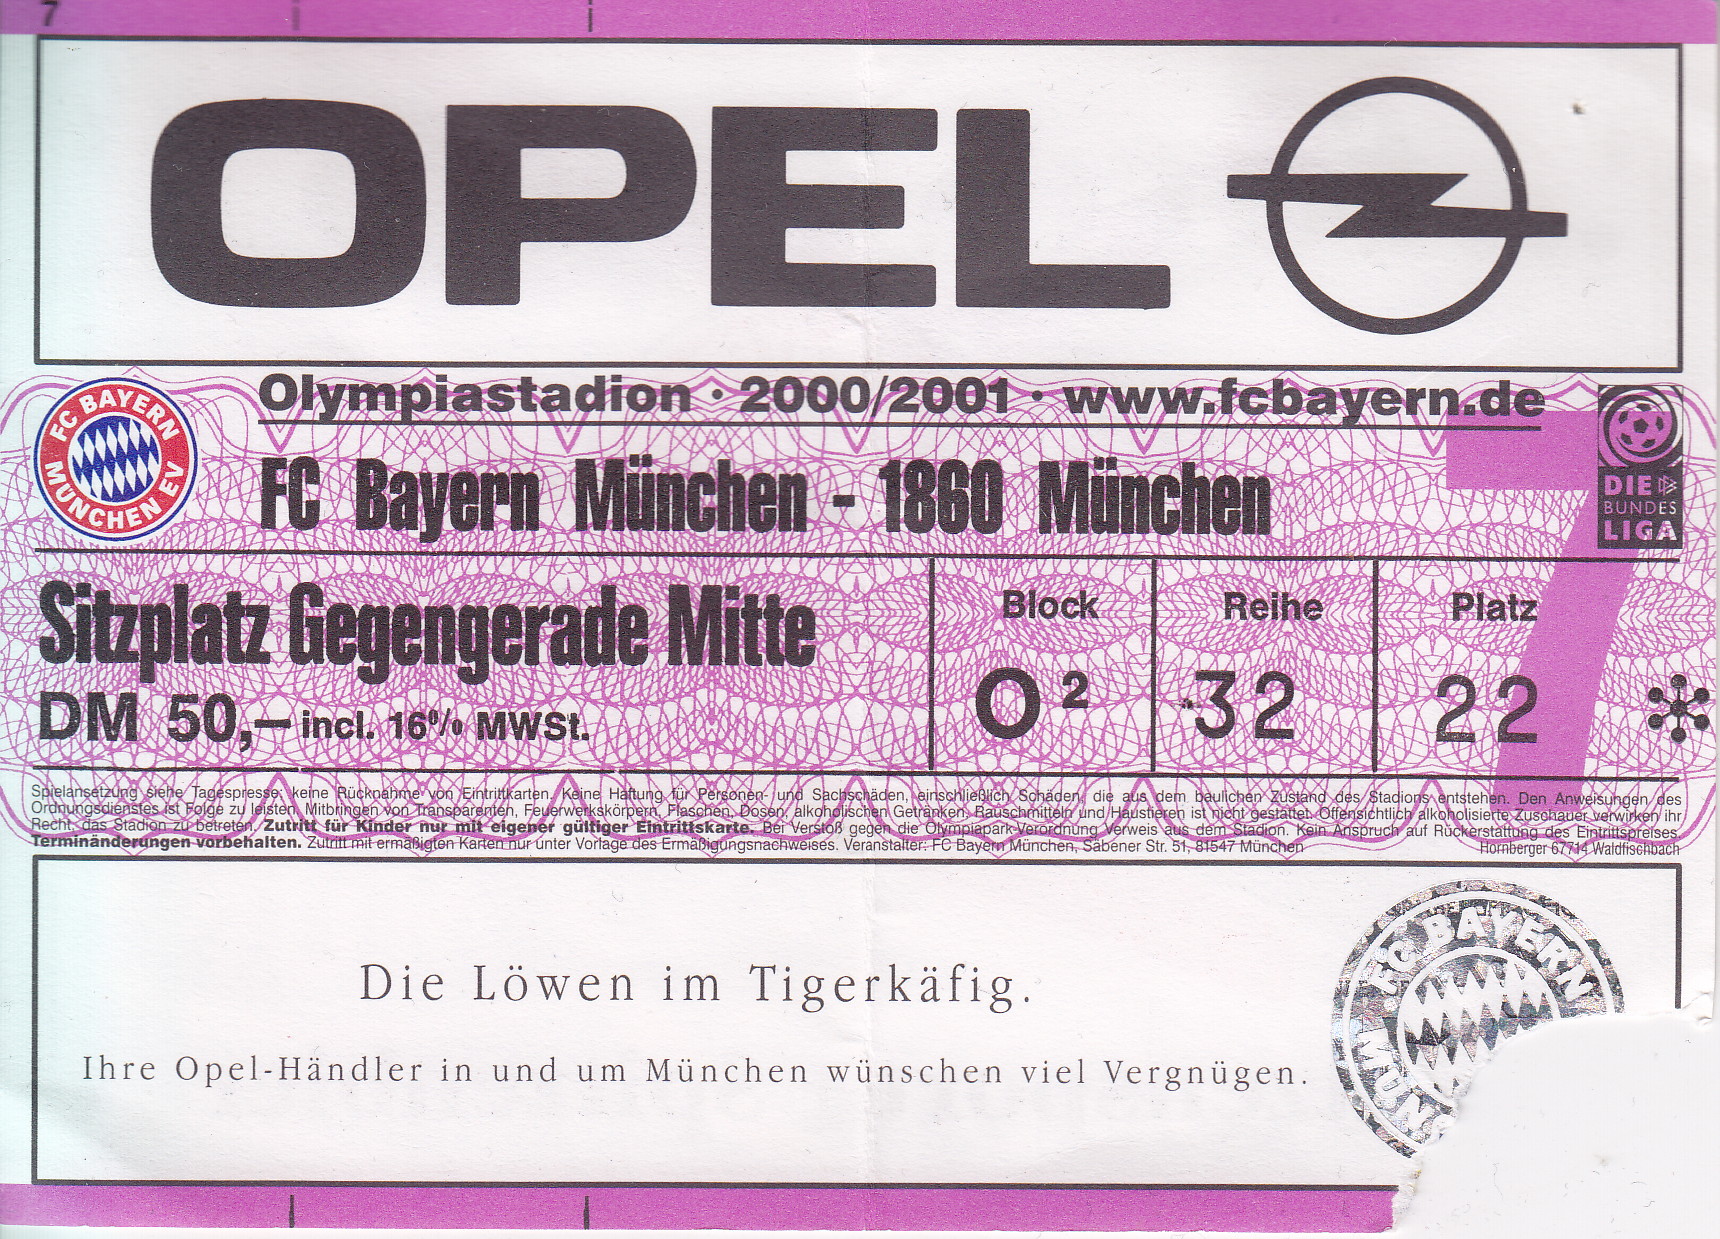 7
OPEL
Olympiastadion · 2000/2001 · www.fcbayern.de
FC BAYERN
MÜNCHEN EV
7
DIE
BUNDES
LIGA
FC Bayern München - 1860 München
Sitzplatz Gegengerade Mitte
DM 50,— incl. 16% MWSt.
Block
O²
Reihe
32
Platz
22
Spielansetzung siehe Tagespresse; keine Rücknahme von Eintrittkarten. Keine Haftung für Personen- und Sachschäden, einschließlich Schäden, die aus dem baulichen Zustand des Stadions entstehen. Den Anweisungen des
Ordnungsdienstes ist Folge zu leisten. Mitbringen von Transparenten, Feuerwerkskörpern, Flaschen, Dosen, alkoholischen Getränken, Rauschmitteln und Haustieren ist nicht gestattet. Offensichtlich alkoholisierte Zuschauer verwirken ihr
Recht, das Stadion zu betreten. Zutritt für Kinder nur mit eigener gültiger Eintrittskarte. Bei Verstoß gegen die Olympiapark-Verordnung Verweis aus dem Stadion. Kein Anspruch auf Rückerstattung des Eintrittspreises.
Terminänderungen vorbehalten. Zutritt mit ermäßigten Karten nur unter Vorlage des Ermäßigungsnachweises. Veranstalter: FC Bayern München, Säbener Str. 51, 81547 München
Hornberger 67714 Waldfischbach
Die Löwen im Tigerkäfig.
Ihre Opel-Händler in und um München wünschen viel Vergnügen.
FC BAYERN
MÜN